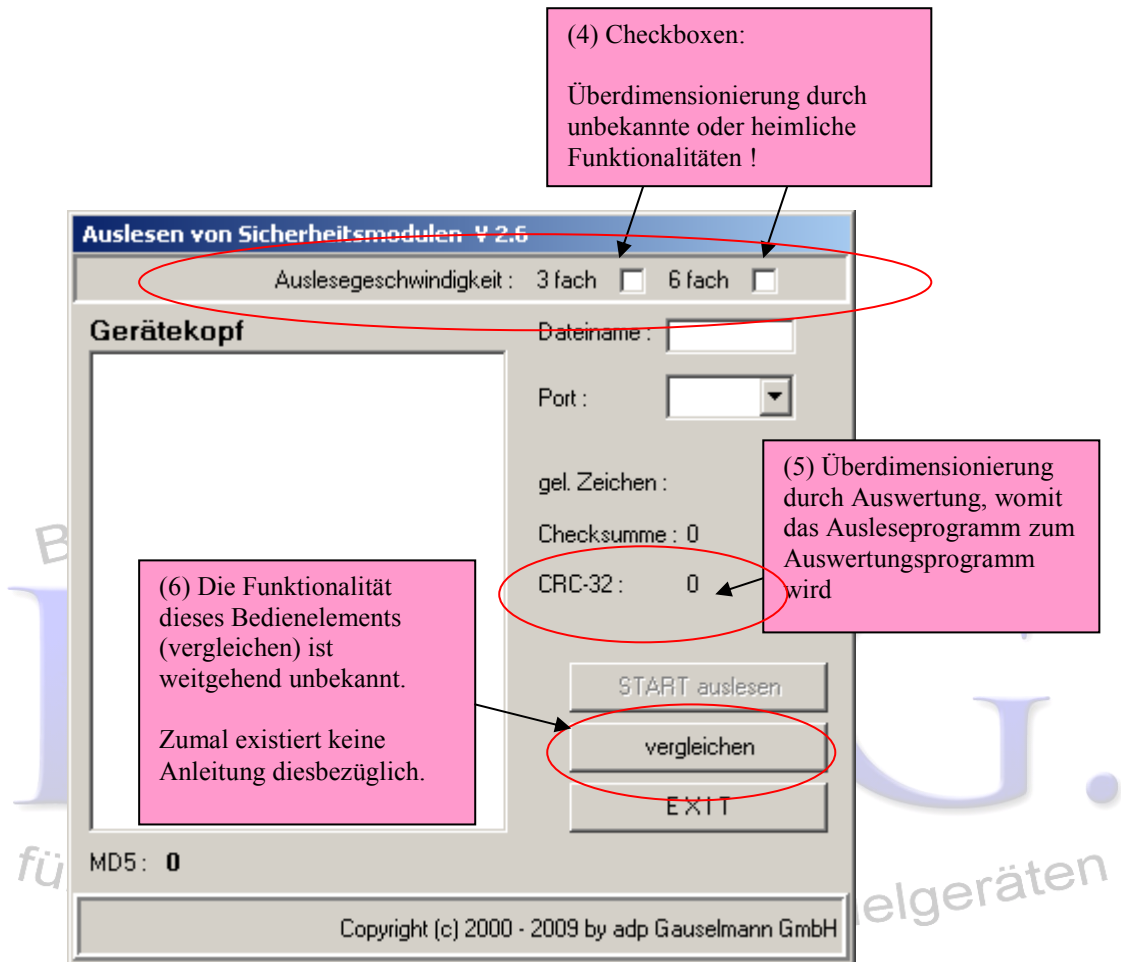 (4) Checkboxen:
Überdimensionierung durch
unbekannte oder heimliche
Funktionalitäten !
Auslesen von Sicherheitsmodulen V 2.6
Auslesegeschwindigkeit : 3 fach 6 fach
Gerätekopf
Dateiname :
Port :
gel. Zeichen :
Checksumme : 0
CRC-32 : 0
(5) Überdimensionierung
durch Auswertung, womit
das Ausleseprogramm zum
Auswertungsprogramm
wird
(6) Die Funktionalität
dieses Bedienelements
(vergleichen) ist
weitgehend unbekannt.
Zumal existiert keine
Anleitung diesbezüglich.
START auslesen
vergleichen
E X I T
MD5 : 0
Copyright (c) 2000 - 2009 by adp Gauselmann GmbH